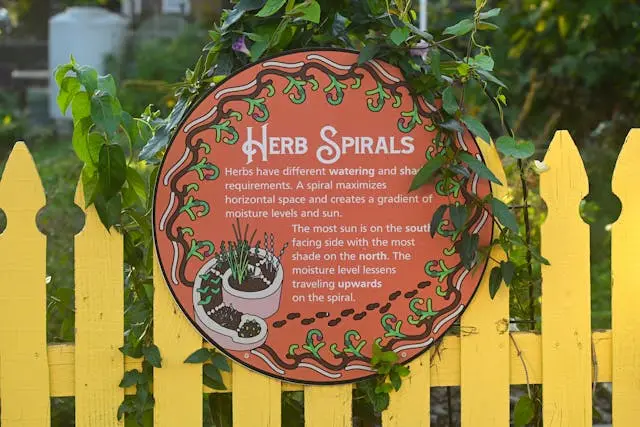 HERB SPIRALS
Herbs have different watering and
requirements. A spiral maximizes
horizontal space and creates a gradient of
moisture levels and sun.
The most sun is on the south
facing side with the most
shade on the north. The
moisture level lessens
traveling upwards
on the spiral.